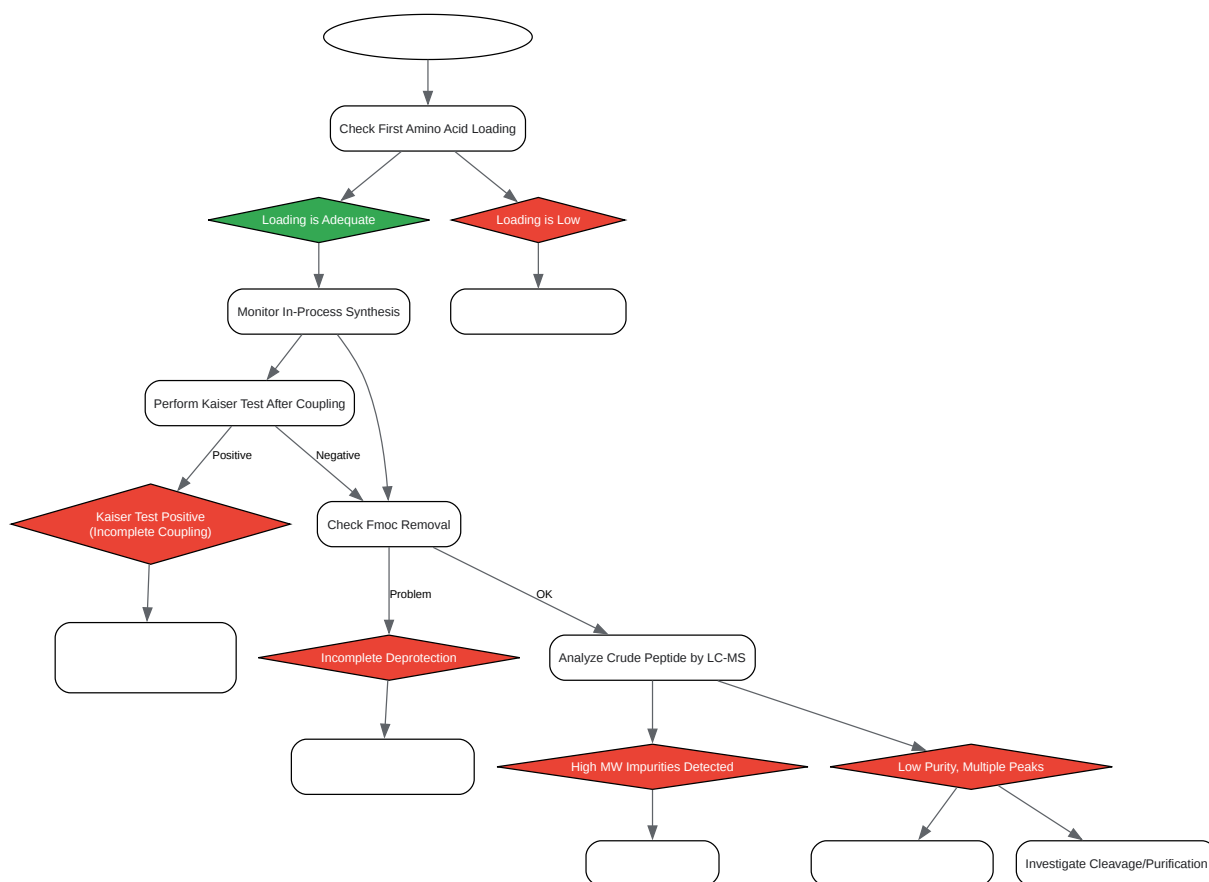 Check First Amino Acid Loading
Loading is Adequate
Loading is Low
Monitor In-Process Synthesis
Perform Kaiser Test After Coupling
Positive
Negative
Kaiser Test Positive
(Incomplete Coupling)
Check Fmoc Removal
Problem
OK
Incomplete Deprotection
Analyze Crude Peptide by LC-MS
High MW Impurities Detected
Low Purity, Multiple Peaks
Investigate Cleavage/Purification